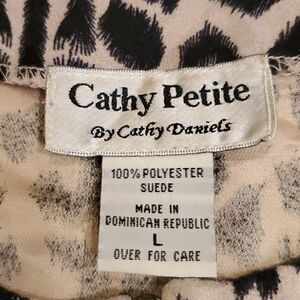 Cathy Petite
By Cathy Daniels
100% POLYESTER
SUEDE
MADE IN
DOMINICAN REPUBLIC
L
OVER FOR CARE